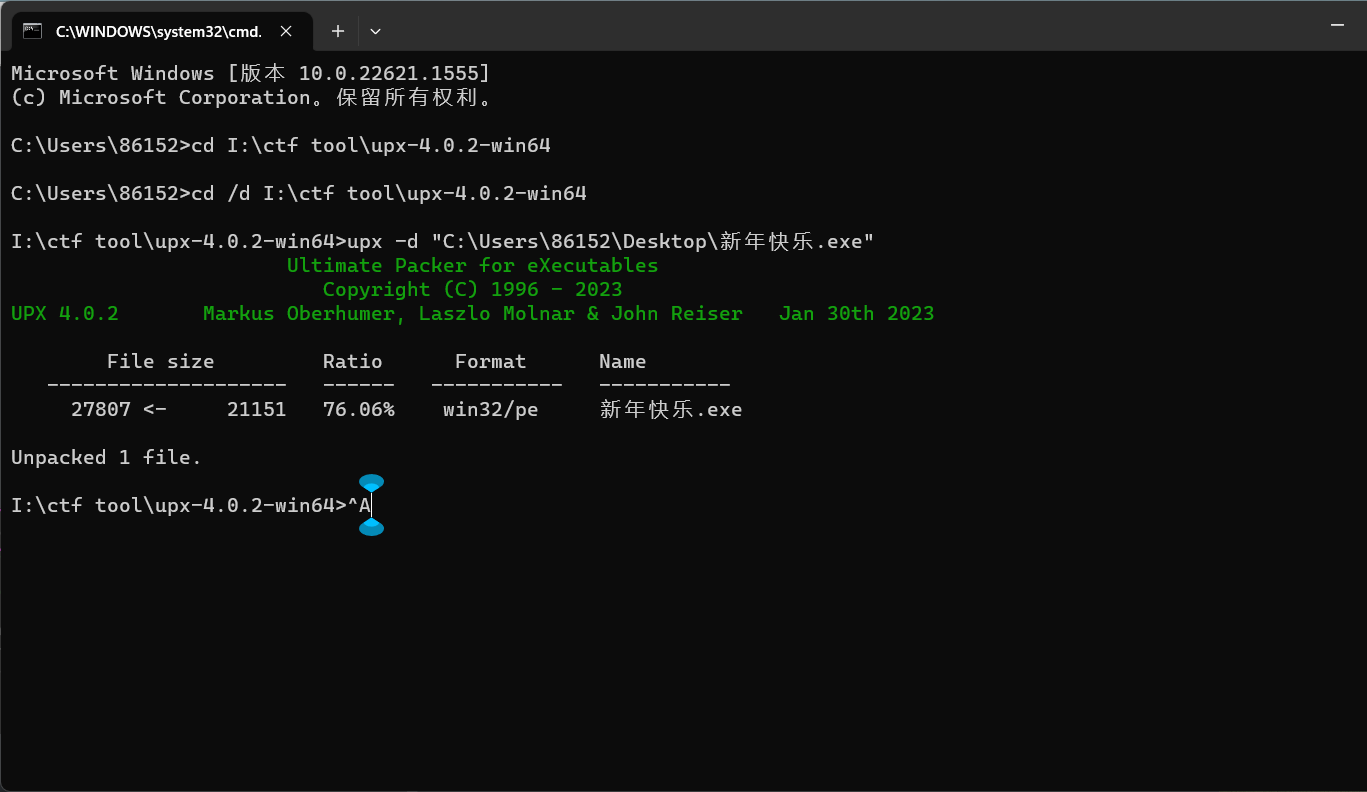 C:\WINDOWS\system32\cmd.
Microsoft Windows [版本 10.0.22621.1555]
(c) Microsoft Corporation。保留所有权利。
C:\Users\86152>cd I:\ctf tool\upx-4.0.2-win64
C:\Users\86152>cd /d I:\ctf tool\upx-4.0.2-win64
I:\ctf tool\upx-4.0.2-win64>upx -d "C:\Users\86152\Desktop\新年快乐.exe"
Ultimate Packer for eXecutables
Copyright (C) 1996 - 2023
UPX 4.0.2       Markus Oberhumer, Laszlo Molnar & John Reiser   Jan 30th 2023
File size         Ratio      Format      Name
--------------------   ------   -----------   -----------
27807 <-     21151   76.06%    win32/pe     新年快乐.exe
Unpacked 1 file.
I:\ctf tool\upx-4.0.2-win64>^A